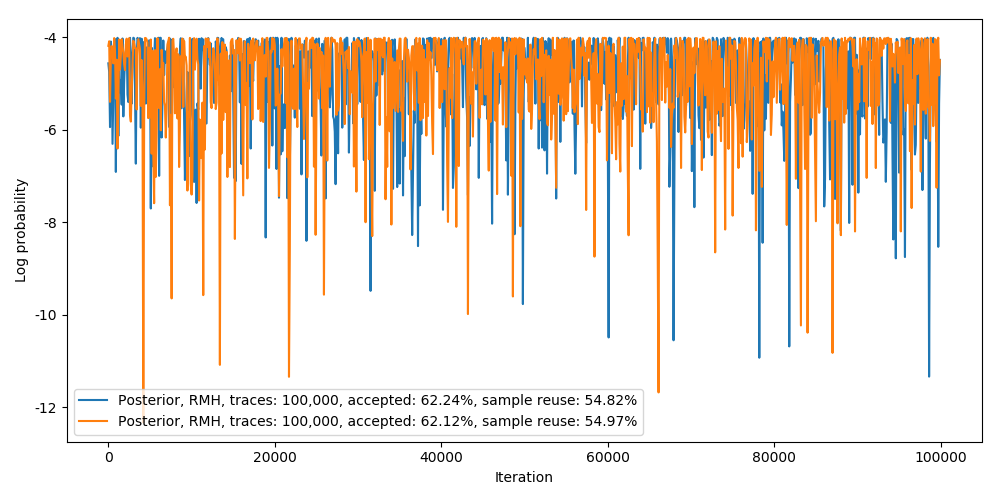 -4
-6
-8
-10
-12
Log probability
Posterior, RMH, traces: 100,000, accepted: 62.24%, sample reuse: 54.82%
Posterior, RMH, traces: 100,000, accepted: 62.12%, sample reuse: 54.97%
0 20000 40000 60000 80000 100000
Iteration